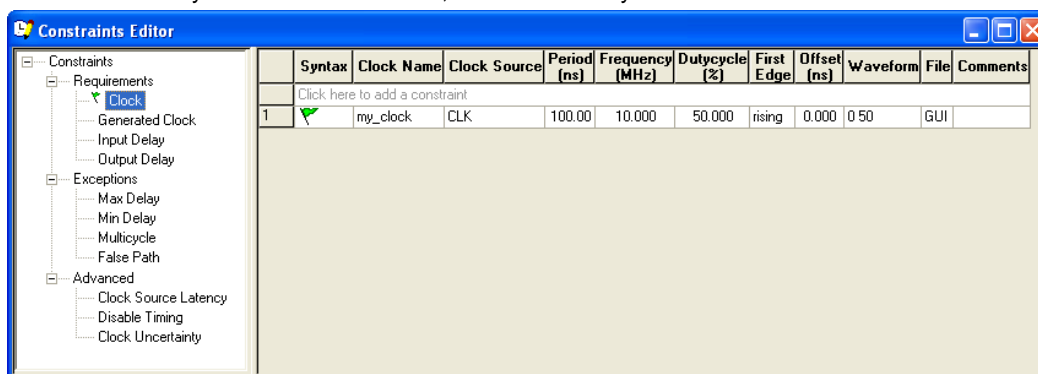 Constraints Editor
Constraints
Requirements
Clock
Generated Clock
Input Delay
Output Delay
Exceptions
Max Delay
Min Delay
Multicycle
False Path
Advanced
Clock Source Latency
Disable Timing
Clock Uncertainty
Syntax Clock Name Clock Source Period (ns) Frequency (MHz) Dutycycle (%) First Edge Offset (ns) Waveform File Comments
Click here to add a constraint
1 my_clock CLK 100.00 10.000 50.000 rising 0.000 0 50 GUI